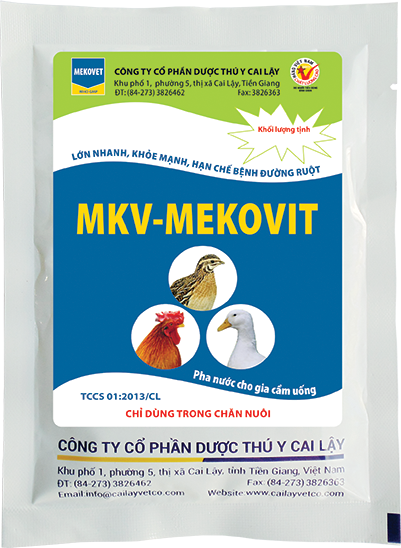 MEKOVET
CÔNG TY CỔ PHẦN DƯỢC THÚ Y CAI LẬY
Khu phố 1, phường 5, thị xã Cai Lậy, Tiền Giang
ĐT: (84-273) 3826462 Fax: 3826363
Khối lượng tịnh
LỚN NHANH, KHỎE MẠNH, HẠN CHẾ BỆNH ĐƯỜNG RUỘT
MKV-MEKOVIT
Pha nước cho gia cầm uống
TCCS 01:2013/CL
CHỈ DÙNG TRONG CHĂN NUÔI
CÔNG TY CỔ PHẦN DƯỢC THÚ Y CAI LẬY
Khu phố 1, phường 5, thị xã Cai Lậy, tỉnh Tiền Giang, Việt Nam
ĐT: (84-273) 3826462 Fax: (84-273) 3826363
Email:info@cailayvetco.com Website:www.cailayvetco.com